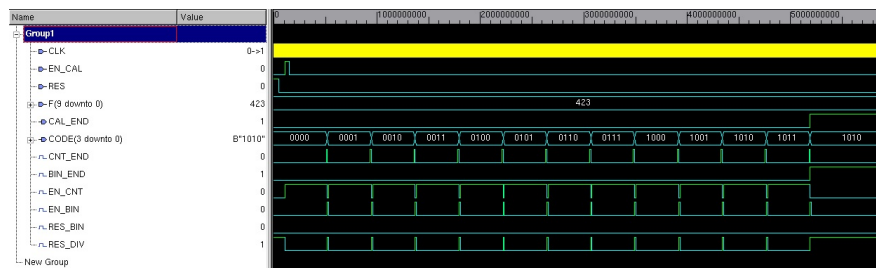 Name Value 0 1000000000 2000000000 3000000000 4000000000 5000000000
Group1
CLK 0->1
EN_CAL 0
RES 0
F(9 downto 0) 423 423
CAL_END 1
CODE(3 downto 0) B"1010" 0000 0001 0010 0011 0100 0101 0110 0111 1000 1001 1010 1011 1010
CNT_END 0
BIN_END 1
EN_CNT 0
EN_BIN 0
RES_BIN 0
RES_DIV 1
New Group